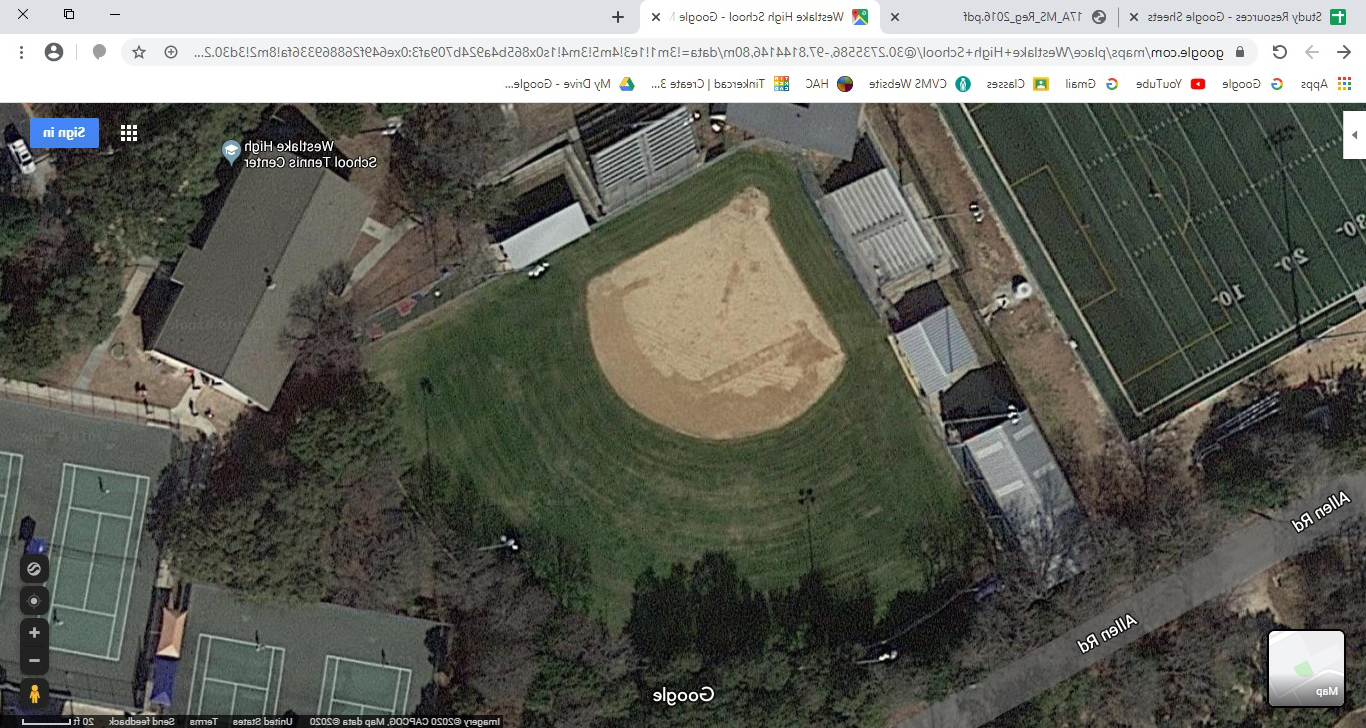 Study Resources - Google Sheets 17A_MS_Reg_2016.pdf Westlake High School - Google M
google.com/maps/place/Westlake+High+School/@30.2735586,-97.8144146,80m/data=!3m1!1e3!4m5!3m4!1s0x865b4a924b709af3:0xe6494f26686933661fa!8m2!3d30.2...
Apps Google YouTube Gmail Classes CVMS Website HAC Tinkercad | Create 3... My Drive - Google...
Sign in
Westlake High
School Tennis Center
30-
20-
10-
Allen Rd
Allen Rd
Map
Google
Imagery ©2020 CAPCOG, Map data ©2020 United States Terms Send feedback 20 ft